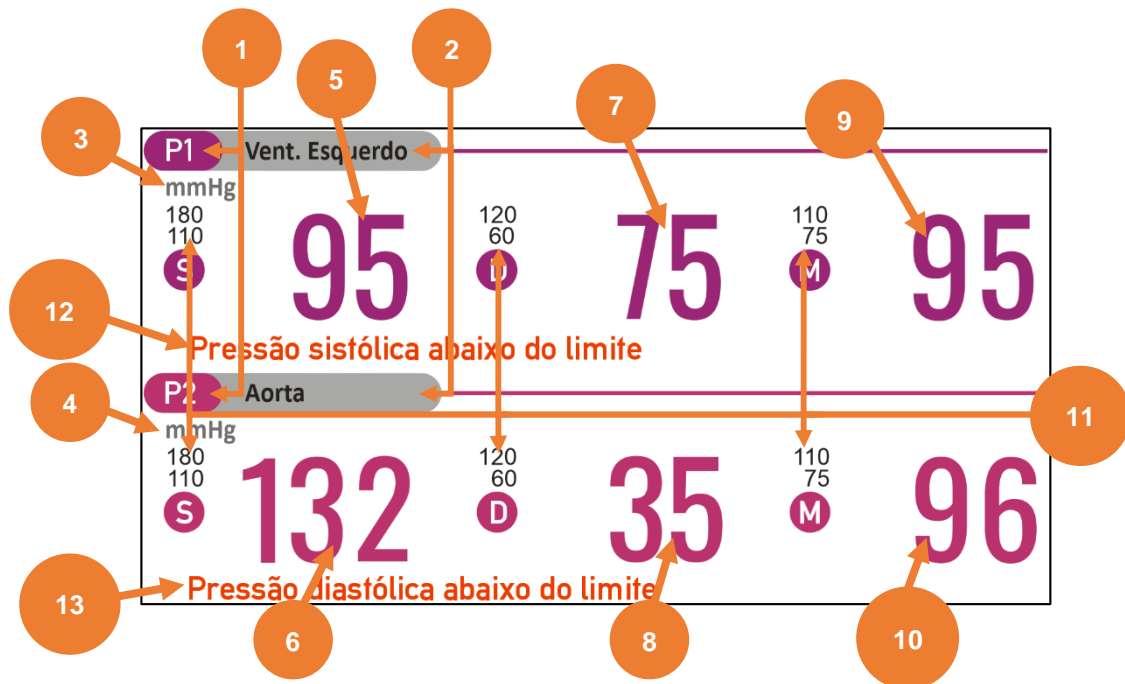 1 2
5 7 9
3
P1 Vent. Esquerdo
mmHg
180 120 110
110 60 75
S 95 D 75 M 95
12
Pressão sistólica abaixo do limite
P2 Aorta
4 11
mmHg
180 120 110
110 60 75
S 132 D 35 M 96
Pressão diastólica abaixo do limite
13 6 8 10